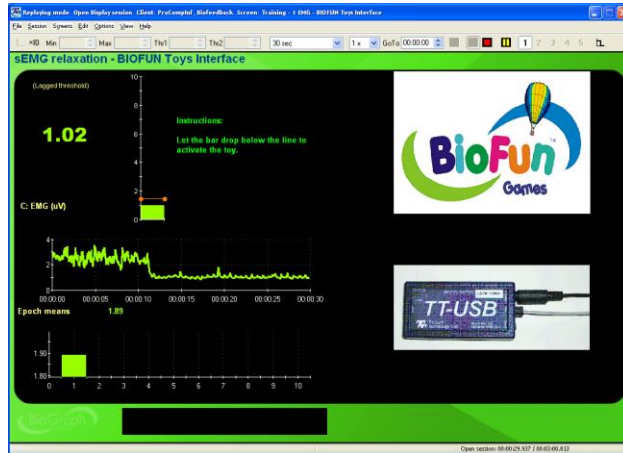 Replaying mode Open Display session Client: ProCompInf_Biofeedback Screen: Training - 1 EMG - BIOFUN Toys Interface
File Session Screens Edit Options View Help
x10 Min Max Thr1 Thr2 30 sec 1 x GoTo 00:00:00 1 2 3 4 5
sEMG relaxation - BIOFUN Toys Interface
(Lagged threshold)
1.02
10
8
6
4
2
0
Instructions:
Let the bar drop below the line to
activate the toy.
C: EMG (uV)
4
2
0
00:00:00 00:00:05 00:00:10 00:00:15 00:00:20 00:00:25 00:00:30
Epoch means 1.89
1.90
1.80
0 1 2 3 4 5 6 7 8 9 10
BioFun™
Games
TT-USB
Thought
Technology Ltd.
BioGraph
Open session: 00:00:29.937 / 00:03:00.813